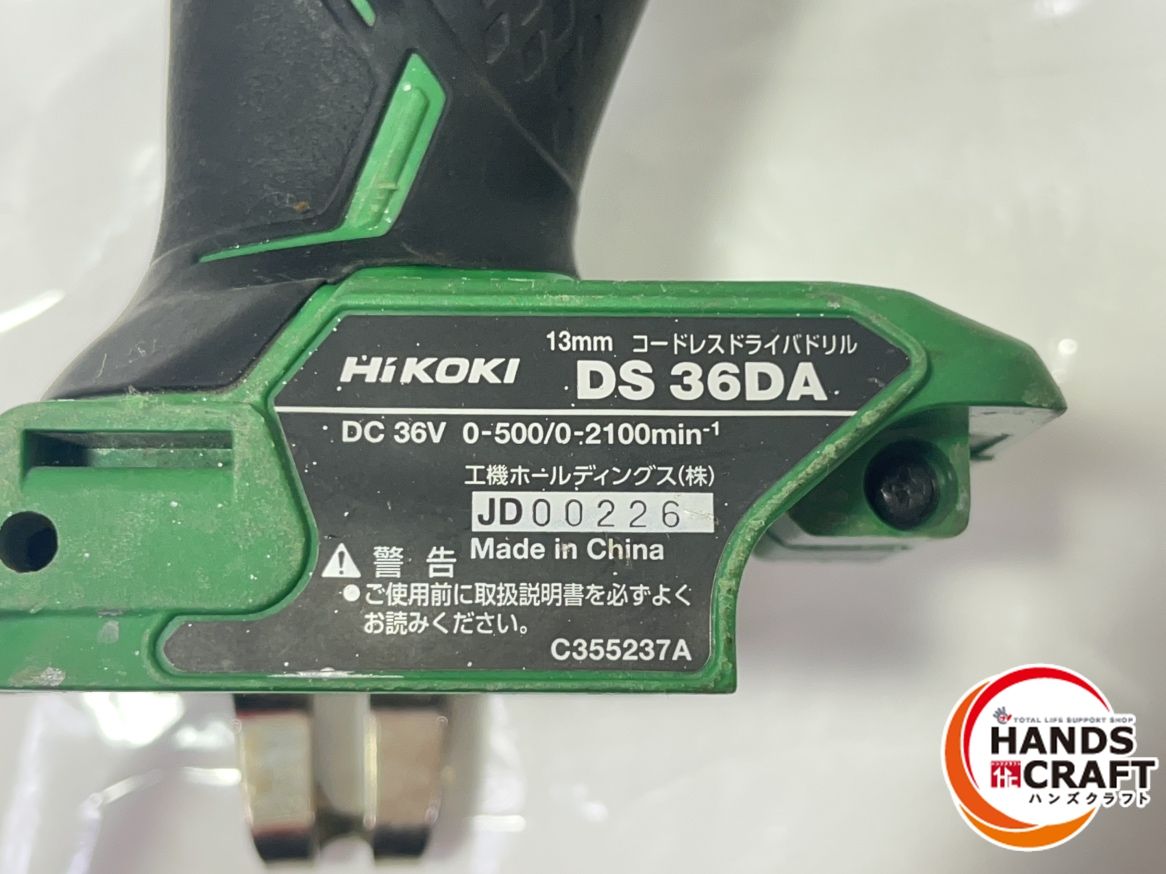 13mm コードレスドライバドリル
HiKOKI DS 36DA
DC 36V 0-500/0-2100min-1
工機ホールディングス(株)
JD00226
Made in China
警告
●ご使用前に取扱説明書を必ずよく
お読みください。
C355237A
TOTAL LIFE SUPPORT SHOP
HANDS
CRAFT
ハンズクラフト